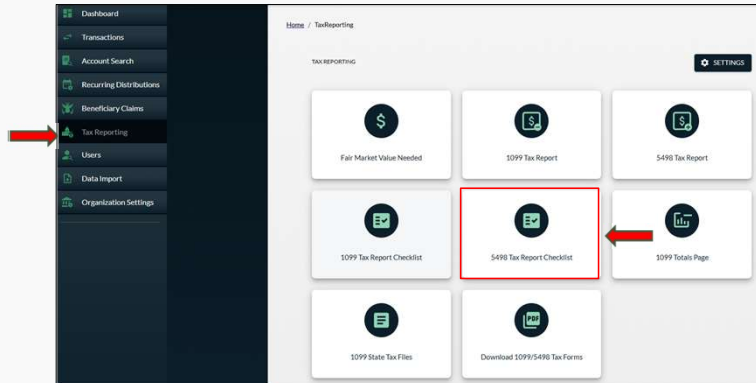 Dashboard
Transactions
Account Search
Recurring Distributions
Beneficiary Claims
Tax Reporting
Users
Data Import
Organization Settings
Home / TaxReporting
TAX REPORTING
SETTINGS
$
Fair Market Value Needed
$
1099 Tax Report
$
5498 Tax Report
1099 Tax Report Checklist
5498 Tax Report Checklist
1099 Totals Page
1099 State Tax Files
PDF
Download 1099/5498 Tax Forms